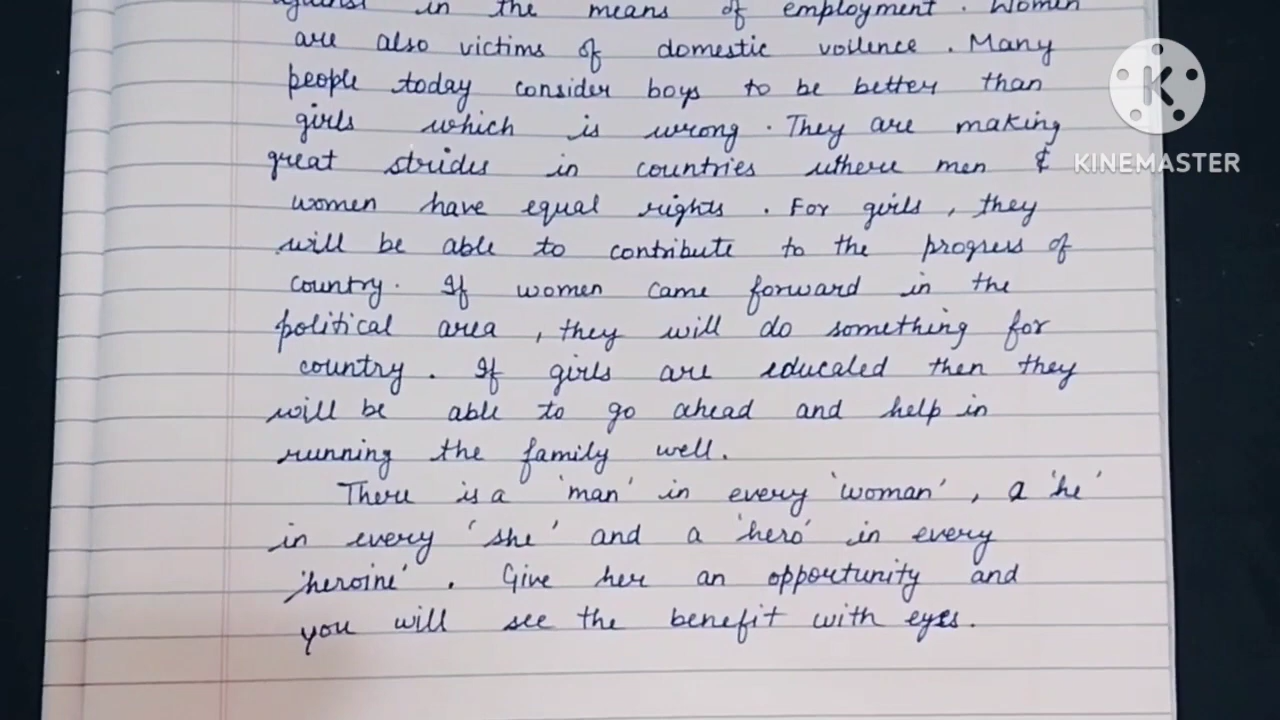 against in the means of employment. Women
are also victims of domestic voilence. Many
people today consider boys to be better than
girls which is wrong. They are making
great strides in countries where men &
women have equal rights. For girls, they
will be able to contribute to the progress of
country. If women came forward in the
political area, they will do something for
country. If girls are educaled then they
will be able to go ahead and help in
running the family well.
There is a 'man' in every 'woman', a 'he'
in every 'she' and a 'hero' in every
'heroine'. Give her an opportunity and
you will see the benefit with eyes.
K
KINEMASTER